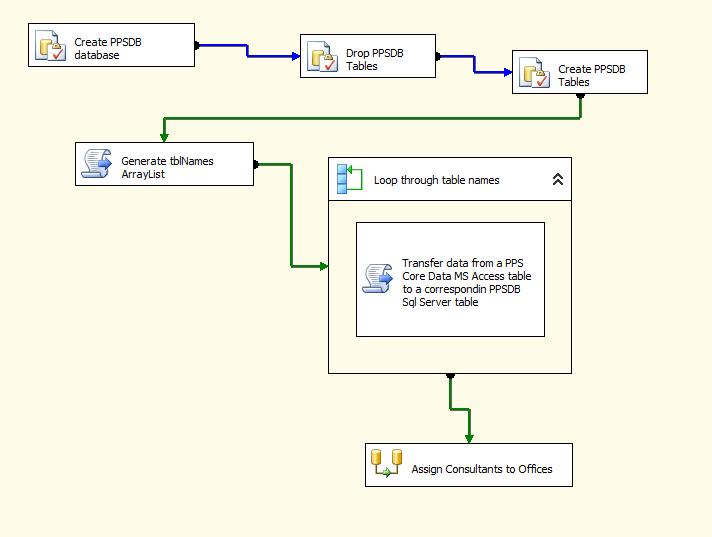 Create PPSDB
database
Drop PPSDB
Tables
Create PPSDB
Tables
Generate tblNames
ArrayList
Loop through table names
Transfer data from a PPS
Core Data MS Access table
to a correspondin PPSDB
Sql Server table
Assign Consultants to Offices